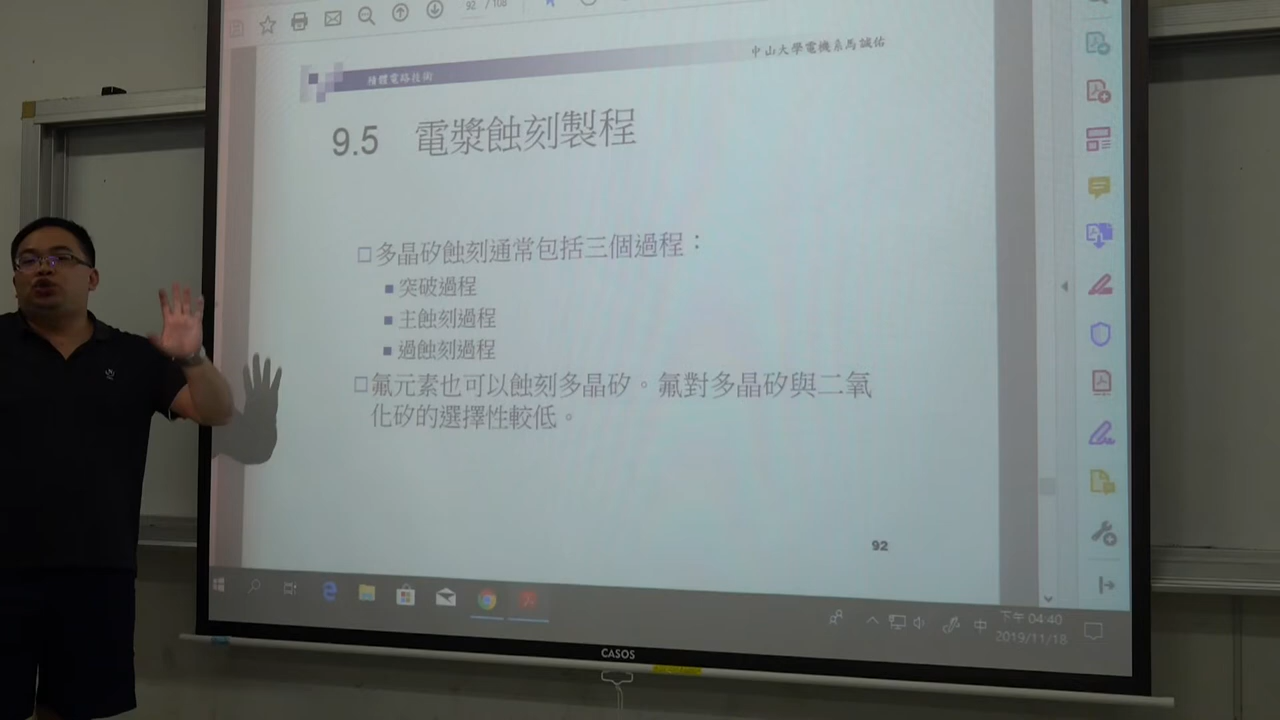 92 / 108
中山大學電機系馬誠佑
積體電路技術
9.5 電漿蝕刻製程
□多晶矽蝕刻通常包括三個過程：
■突破過程
■主蝕刻過程
■過蝕刻過程
□氟元素也可以蝕刻多晶矽。氟對多晶矽與二氧
化矽的選擇性較低。
92
中
下午 04:40
2019/11/18
CASOS